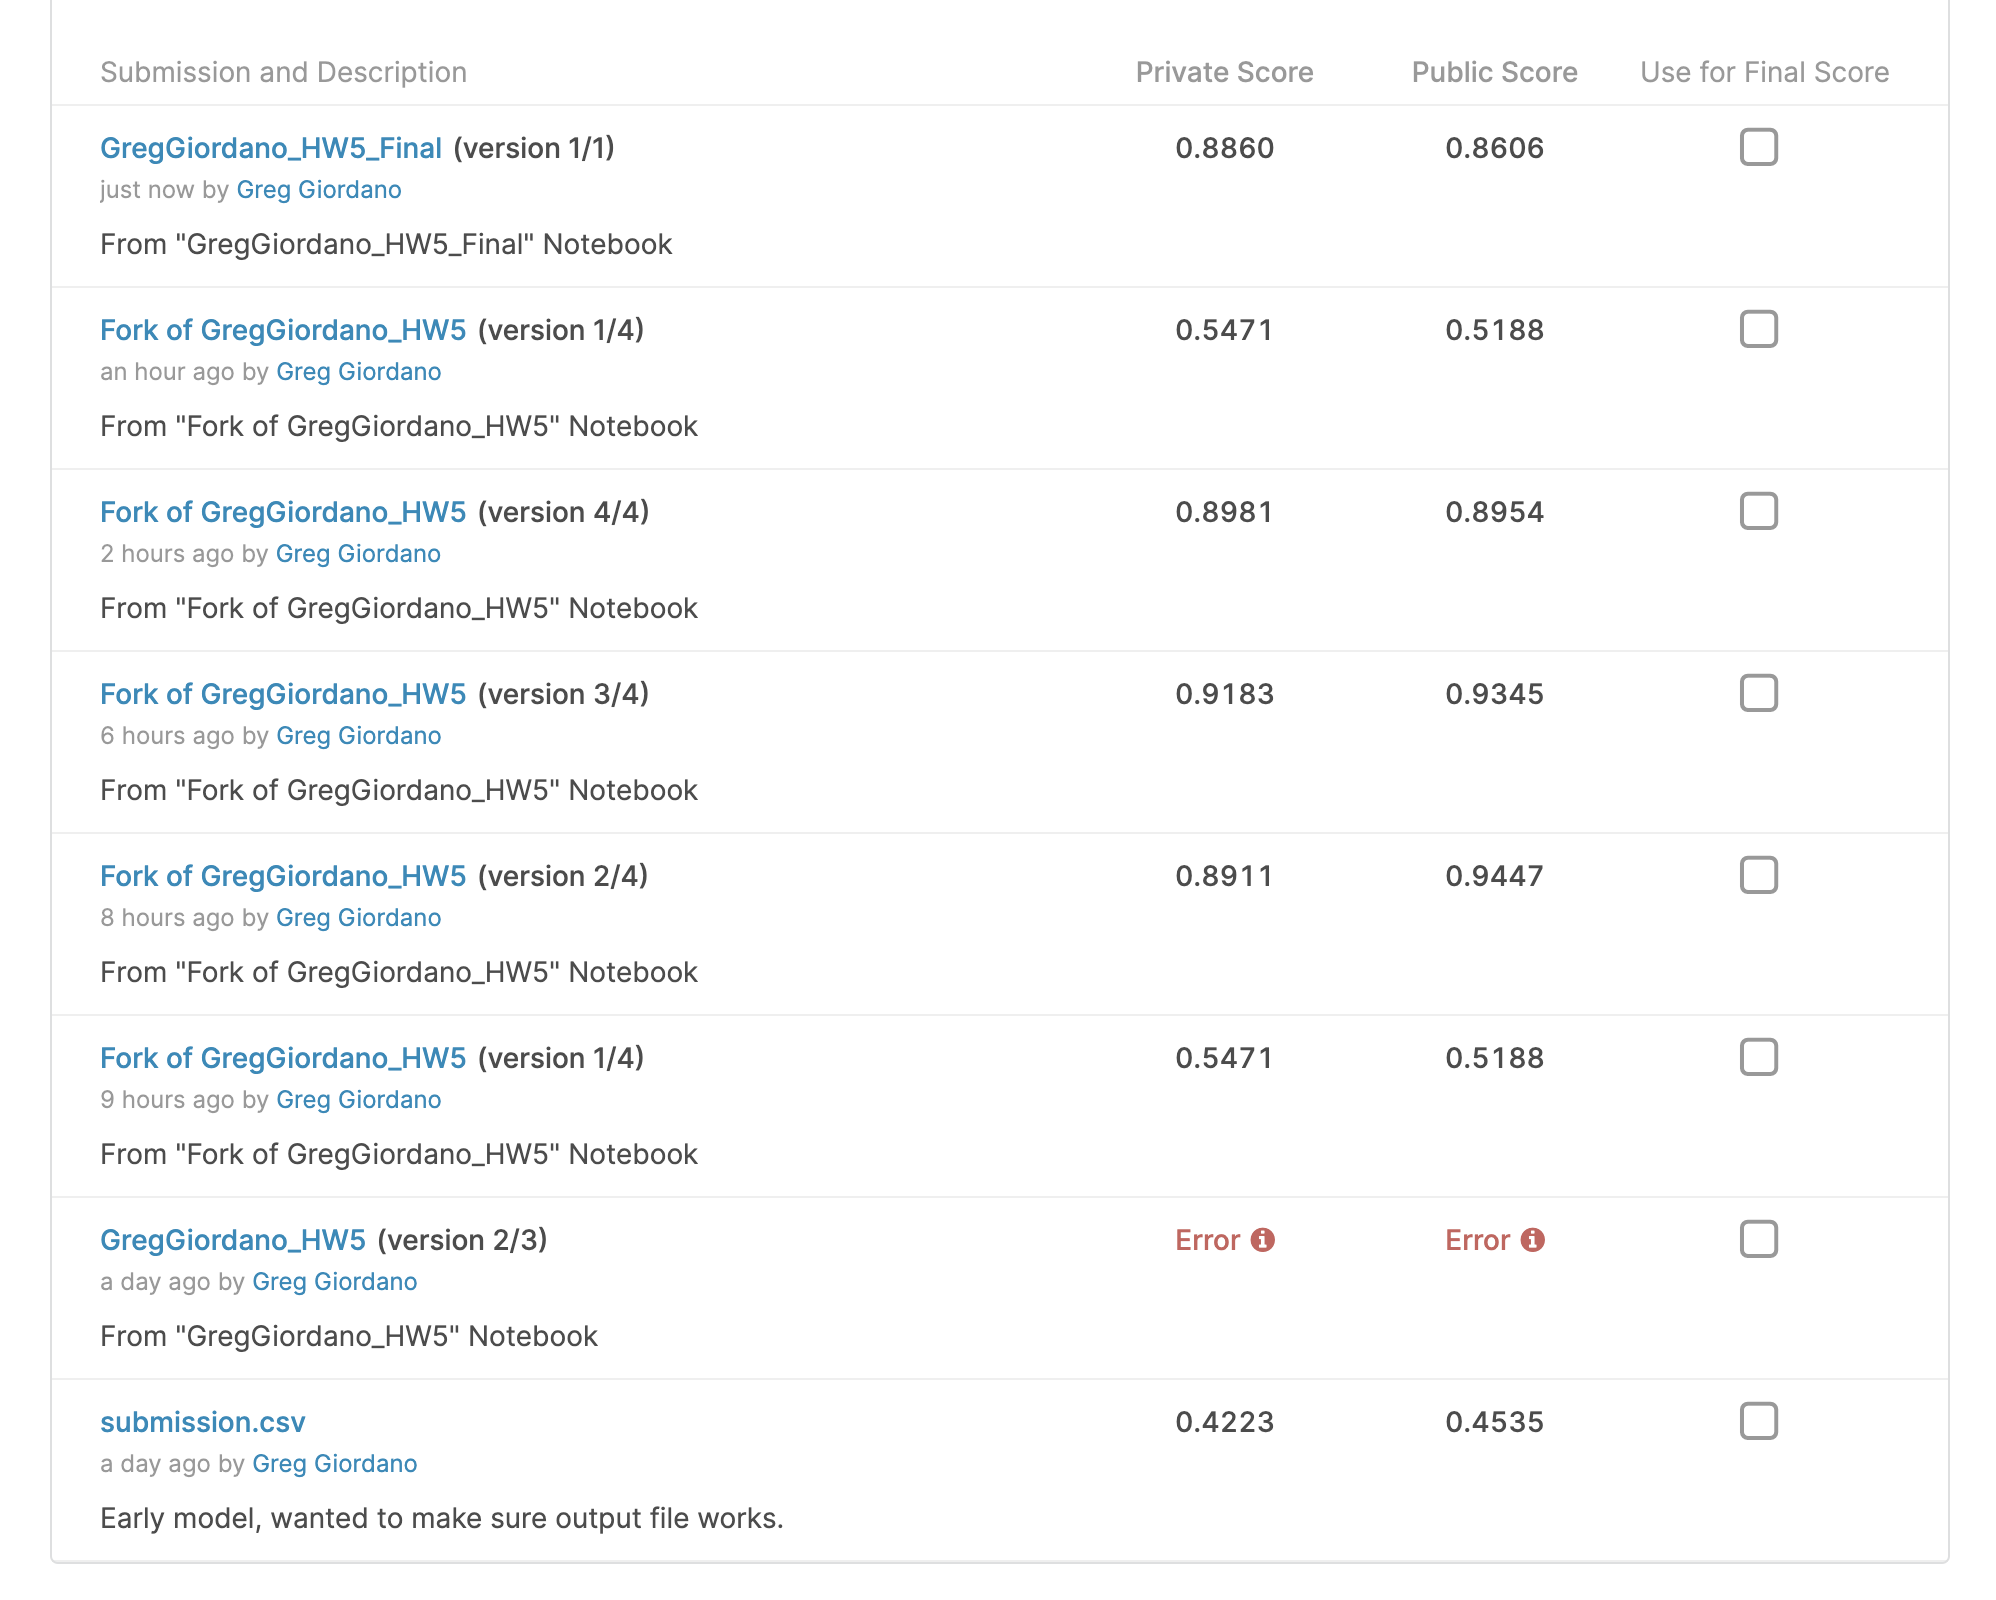 Submission and Description Private Score Public Score Use for Final Score
GregGiordano_HW5_Final (version 1/1) 0.8860 0.8606
just now by Greg Giordano
From "GregGiordano_HW5_Final" Notebook
Fork of GregGiordano_HW5 (version 1/4) 0.5471 0.5188
an hour ago by Greg Giordano
From "Fork of GregGiordano_HW5" Notebook
Fork of GregGiordano_HW5 (version 4/4) 0.8981 0.8954
2 hours ago by Greg Giordano
From "Fork of GregGiordano_HW5" Notebook
Fork of GregGiordano_HW5 (version 3/4) 0.9183 0.9345
6 hours ago by Greg Giordano
From "Fork of GregGiordano_HW5" Notebook
Fork of GregGiordano_HW5 (version 2/4) 0.8911 0.9447
8 hours ago by Greg Giordano
From "Fork of GregGiordano_HW5" Notebook
Fork of GregGiordano_HW5 (version 1/4) 0.5471 0.5188
9 hours ago by Greg Giordano
From "Fork of GregGiordano_HW5" Notebook
GregGiordano_HW5 (version 2/3) Error Error
a day ago by Greg Giordano
From "GregGiordano_HW5" Notebook
submission.csv 0.4223 0.4535
a day ago by Greg Giordano
Early model, wanted to make sure output file works.